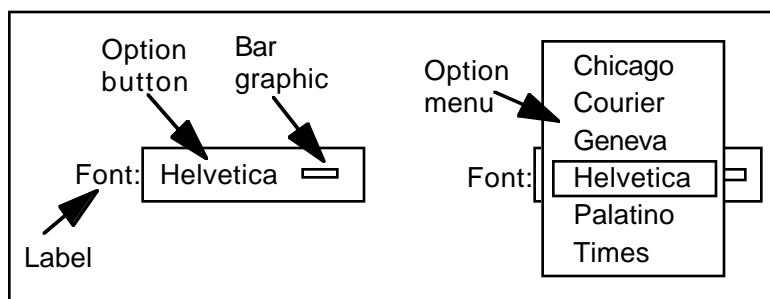 Option
button
Bar
graphic
Font:
Helvetica
Label
Option
menu
Font:
Chicago
Courier
Geneva
Helvetica
Palatino
Times